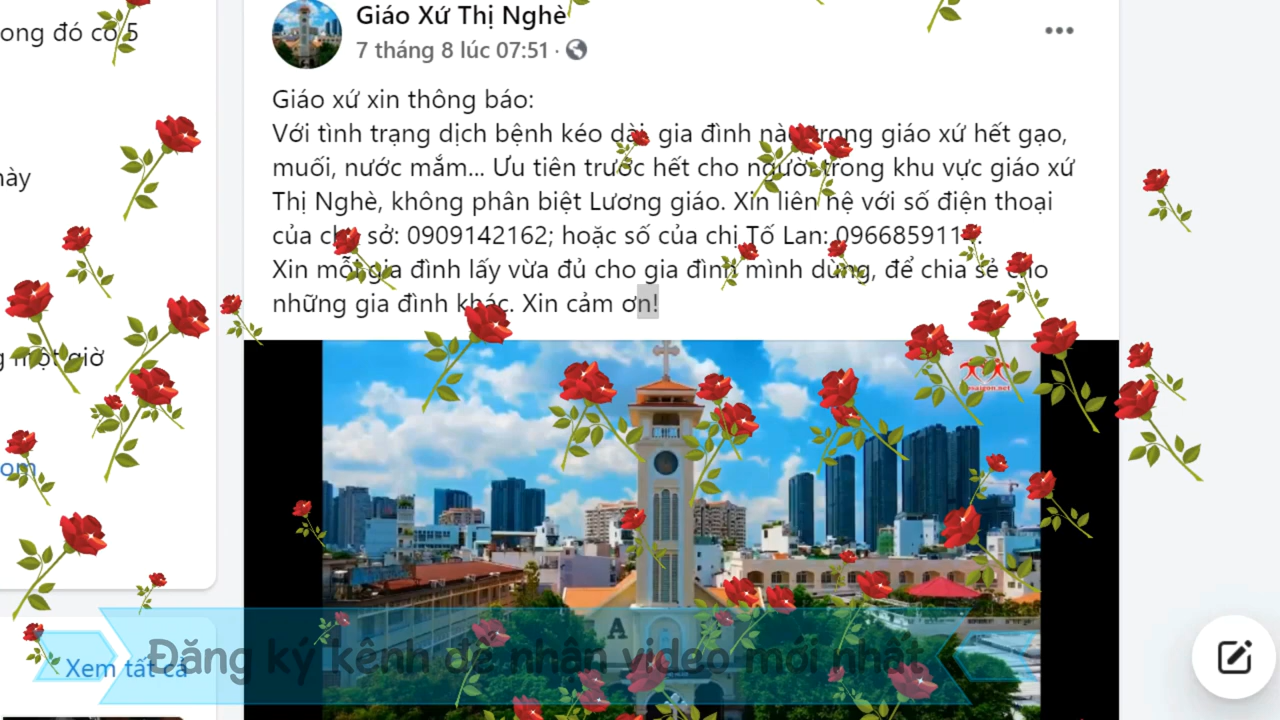 ong đó có 5
Giáo Xứ Thị Nghè
7 tháng 8 lúc 07:51
Giáo xứ xin thông báo:
Với tình trạng dịch bệnh kéo dài, gia đình nào trong giáo xứ hết gạo,
muối, nước mắm... Ưu tiên trước hết cho người trong khu vực giáo xứ
Thị Nghè, không phân biệt Lương giáo. Xin liên hệ với số điện thoại
của cha sở: 0909142162; hoặc số của chị Tố Lan:
Xin mỗi gia đình lấy vừa đủ cho gia đình mình dùng, để chia sẻ cho
những gia đình khác. Xin cảm ơn!
này
một giờ
om
Xem tất cả
Đăng ký kênh để nhận video mới nhất